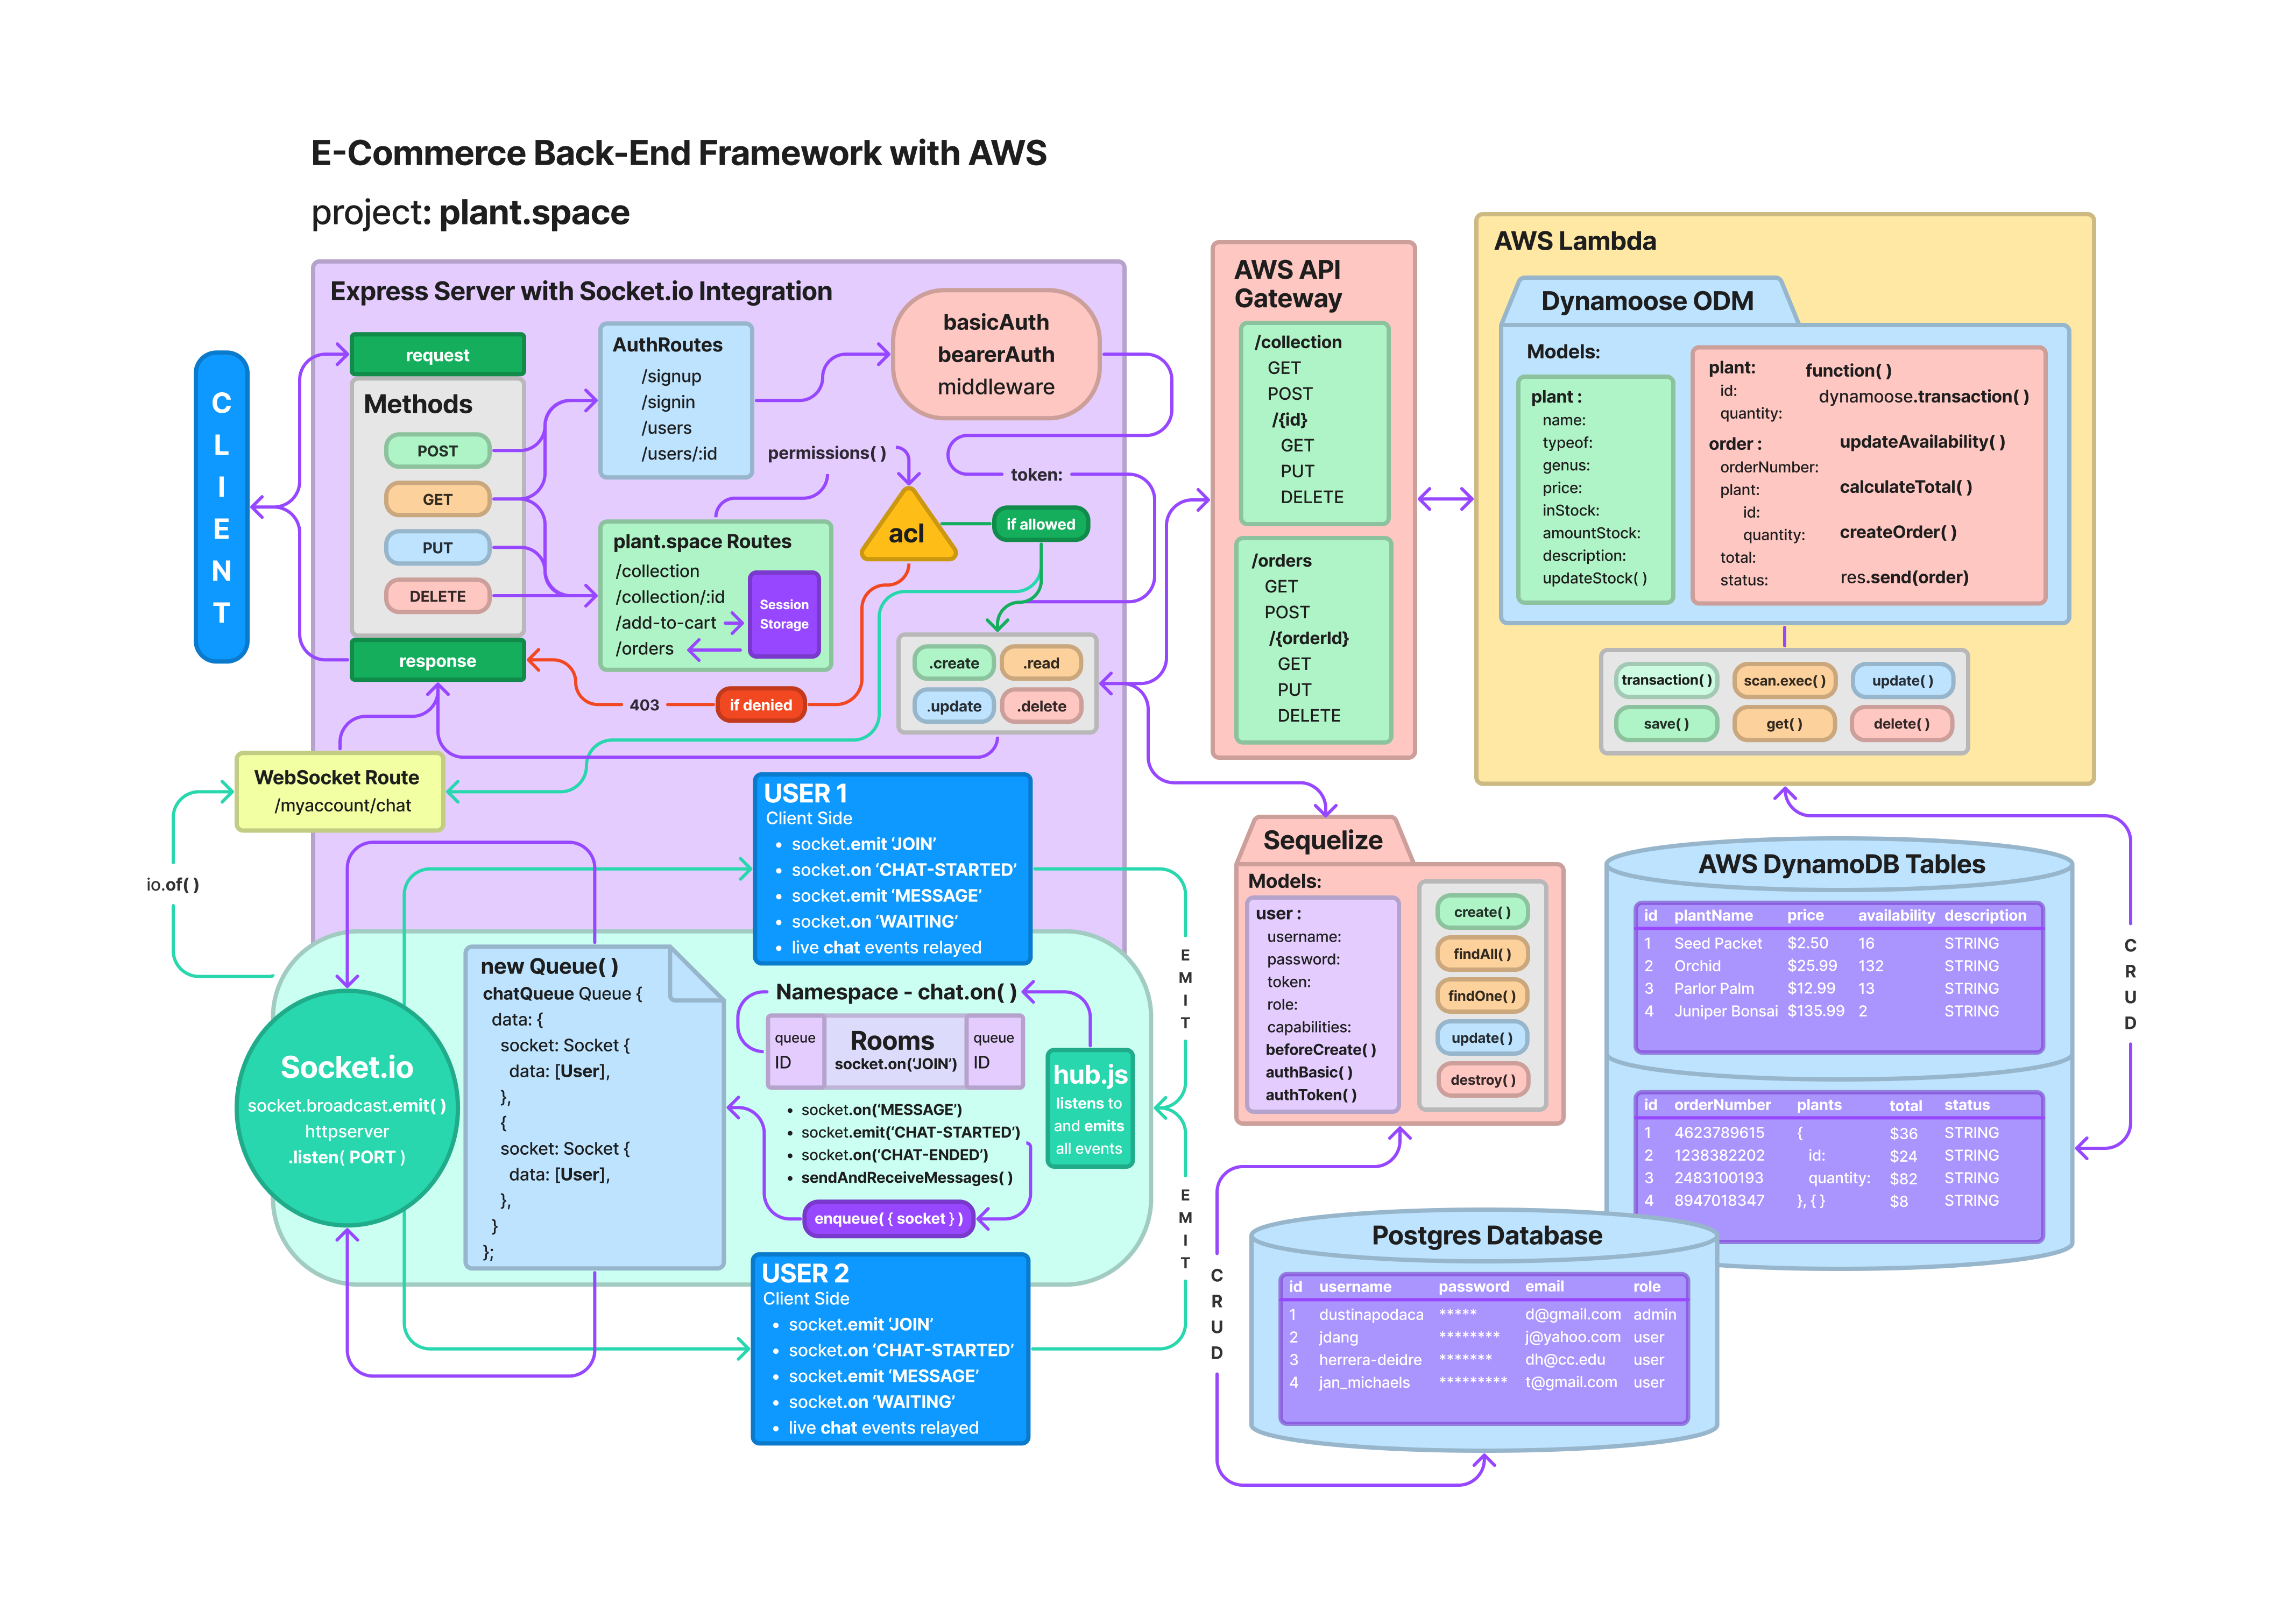 E-Commerce Back-End Framework with AWS
project: plant.space
CLIENT
Express Server with Socket.io Integration
request
Methods
POST
GET
PUT
DELETE
response
AuthRoutes
/signup
/signin
/users
/users/:id
basicAuth
bearerAuth
middleware
permissions( )
token:
acl
if allowed
plant.space Routes
/collection
/collection/:id
/add-to-cart
/orders
Session
Storage
403
if denied
.create
.read
.update
.delete
WebSocket Route
/myaccount/chat
io.of( )
USER 1
Client Side
• socket.emit ‘JOIN’
• socket.on ‘CHAT-STARTED’
• socket.emit ‘MESSAGE’
• socket.on ‘WAITING’
• live chat events relayed
Socket.io
socket.broadcast.emit( )
httpserver
.listen( PORT )
new Queue( )
chatQueue Queue {
data: {
socket: Socket {
data: [User],
},
{
socket: Socket {
data: [User],
},
}
};
Namespace - chat.on( )
queue
ID
Rooms
socket.on(‘JOIN’)
queue
ID
• socket.on(‘MESSAGE’)
• socket.emit(‘CHAT-STARTED’)
• socket.on(‘CHAT-ENDED’)
• sendAndReceiveMessages( )
enqueue( { socket } )
hub.js
listens to
and emits
all events
EMIT
EMIT
USER 2
Client Side
• socket.emit ‘JOIN’
• socket.on ‘CHAT-STARTED’
• socket.emit ‘MESSAGE’
• socket.on ‘WAITING’
• live chat events relayed
AWS API
Gateway
/collection
GET
POST
/{id}
GET
PUT
DELETE
/orders
GET
POST
/{orderId}
GET
PUT
DELETE
AWS Lambda
Dynamoose ODM
Models:
plant :
name:
typeof:
genus:
price:
inStock:
amountStock:
description:
updateStock( )
plant:
id:
quantity:
order :
orderNumber:
plant:
id:
quantity:
total:
status:
function( )
dynamoose.transaction( )
updateAvailability( )
calculateTotal( )
createOrder( )
res.send(order)
transaction( )
scan.exec( )
update( )
save( )
get( )
delete( )
Sequelize
Models:
user :
username:
password:
token:
role:
capabilities:
beforeCreate( )
authBasic( )
authToken( )
create( )
findAll( )
findOne( )
update( )
destroy( )
AWS DynamoDB Tables
id plantName price availability description
1 Seed Packet $2.50 16 STRING
2 Orchid $25.99 132 STRING
3 Parlor Palm $12.99 13 STRING
4 Juniper Bonsai $135.99 2 STRING
id orderNumber plants total status
1 4623789615 { $36 STRING
2 1238382202 id: $24 STRING
3 2483100193 quantity: $82 STRING
4 8947018347 }, { } $8 STRING
CRUD
Postgres Database
id username password email role
1 dustinapodaca ***** d@gmail.com admin
2 jdang ******** j@yahoo.com user
3 herrera-deidre ******* dh@cc.edu user
4 jan_michaels ********* t@gmail.com user
CRUD